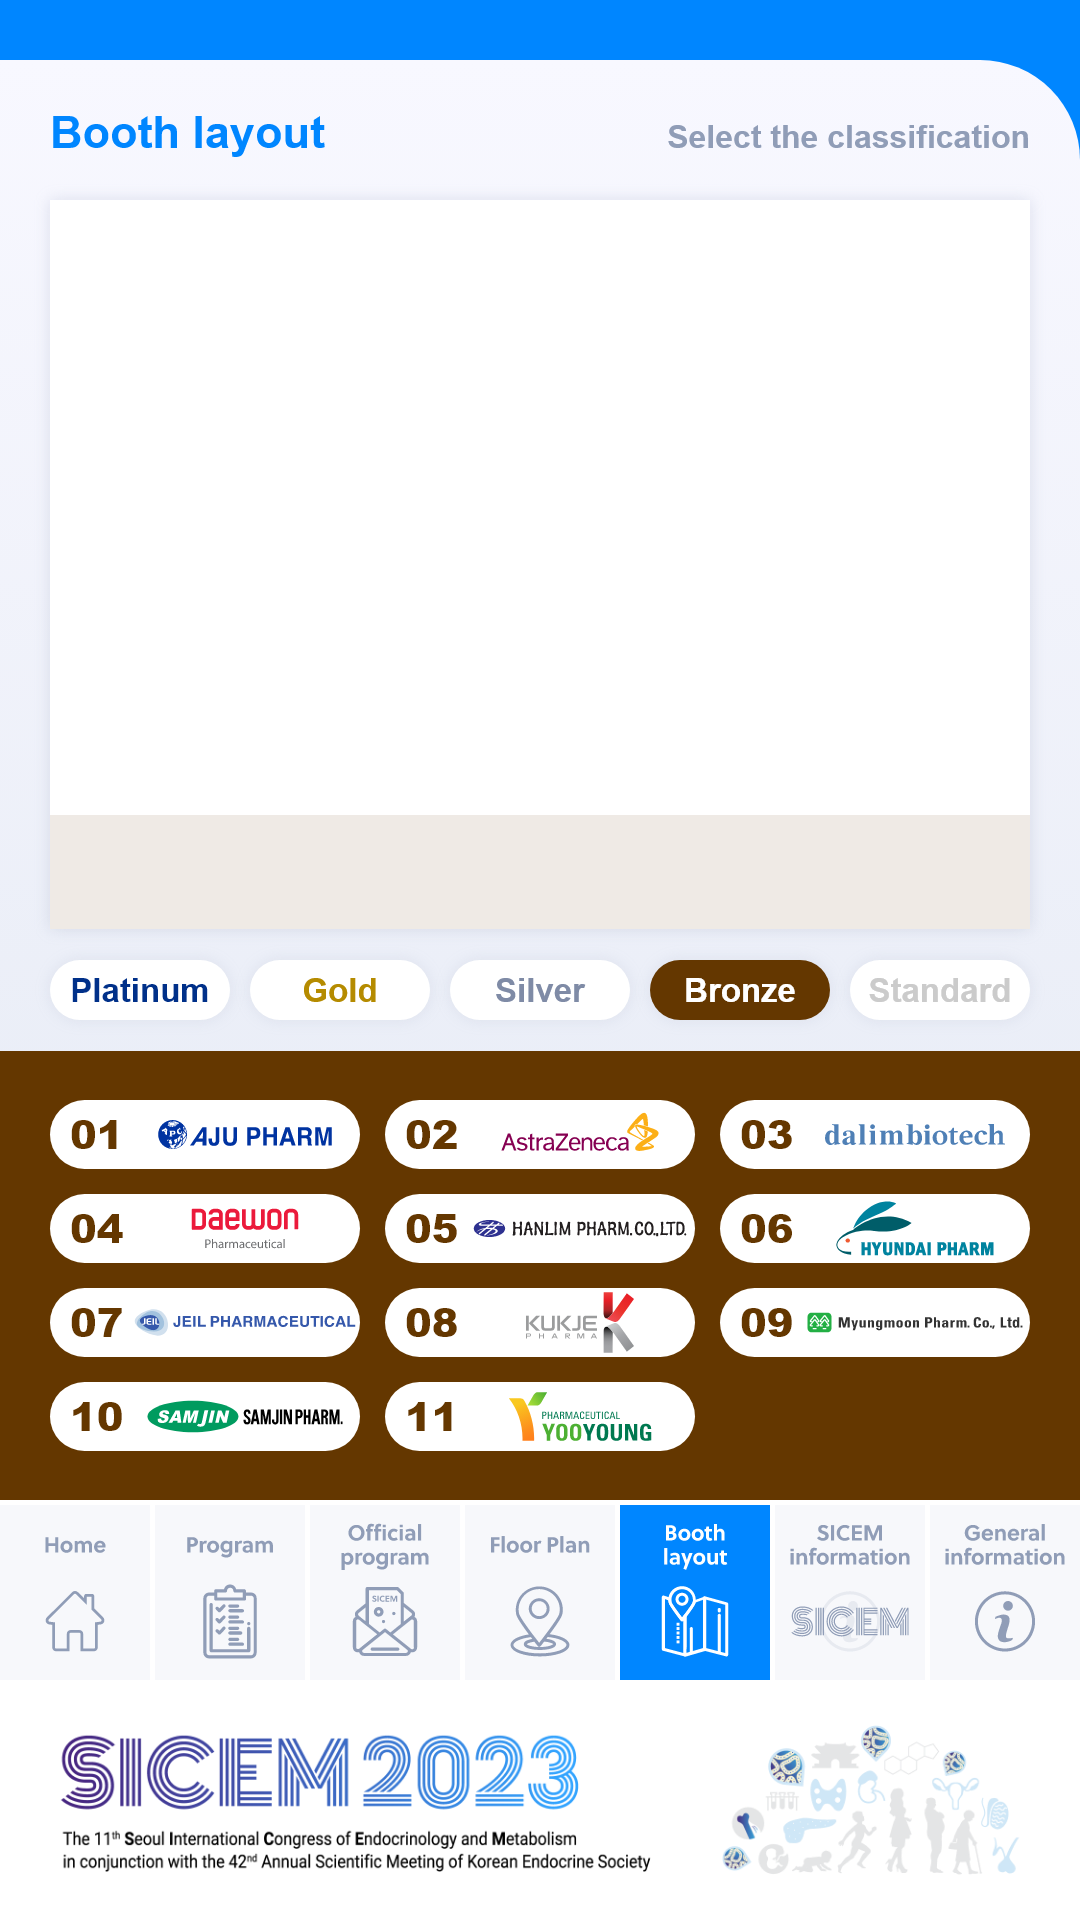 Booth layout
Select the classification
Platinum
Gold
Silver
Bronze
Standard
01 AJU PHARM
02 AstraZeneca
03 dalimbiotech
04 Daewon
Pharmaceutical
05 HANLIM PHARM.CO.,LTD.
06 HYUNDAI PHARM
07 JEIL JEIL PHARMACEUTICAL
08 KUKJE
PHARMA
09 Myungmoon Pharm. Co., Ltd.
10 SAMJIN SAMJIN PHARM.
11 PHARMACEUTICAL
YOOYOUNG
Home
Program
Official
program
SICEM
Floor Plan
Booth
layout
SICEM
information
SICEM
General
information
i
SICEM 2023
The 11th Seoul International Congress of Endocrinology and Metabolism
in conjunction with the 42nd Annual Scientific Meeting of Korean Endocrine Society